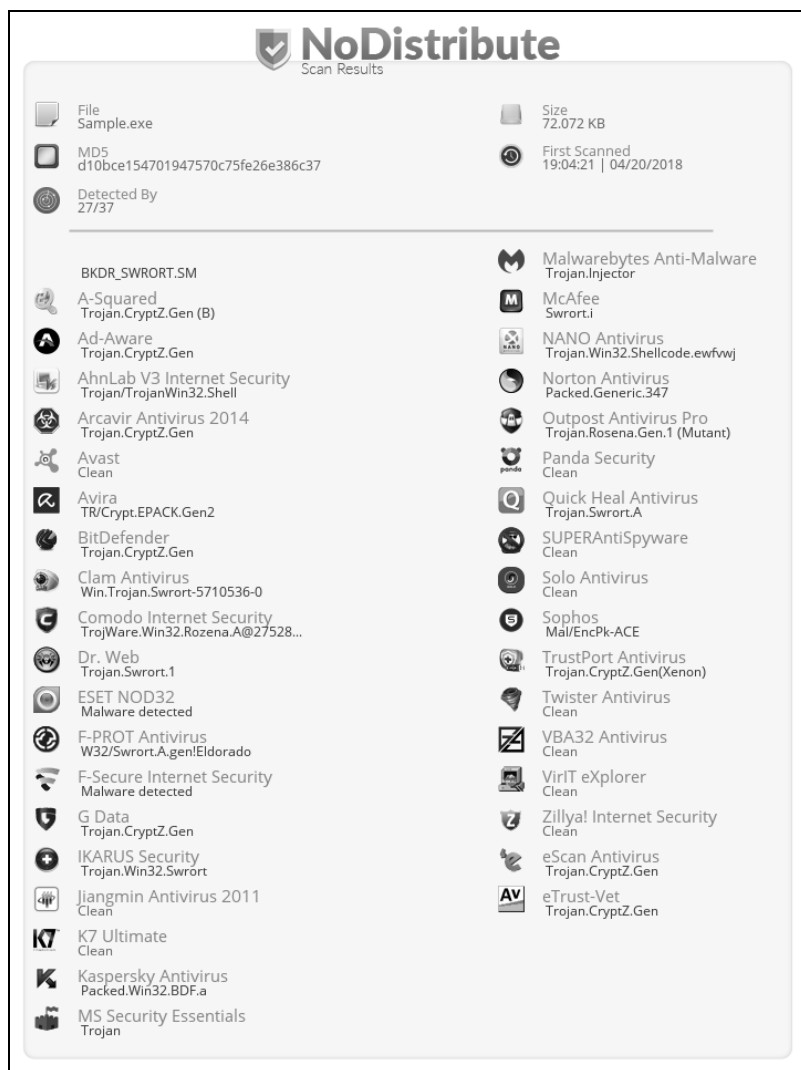 NoDistribute
Scan Results
File
Sample.exe
MD5
d10bce154701947570c75fe26e386c37
Detected By
27/37
Size
72.072 KB
First Scanned
19:04:21 | 04/20/2018
BKDR_SWRORT.SM
A-Squared
Trojan.CryptZ.Gen (B)
Ad-Aware
Trojan.CryptZ.Gen
AhnLab V3 Internet Security
Trojan/TrojanWin32.Shell
Arcavir Antivirus 2014
Trojan.CryptZ.Gen
Avast
Clean
Avira
TR/Crypt.EPACK.Gen2
BitDefender
Trojan.CryptZ.Gen
Clam Antivirus
Win.Trojan.Swrort-5710536-0
Comodo Internet Security
TrojWare.Win32.Rozena.A@27528...
Dr. Web
Trojan.Swrort.1
ESET NOD32
Malware detected
F-PROT Antivirus
W32/Swrort.A.gen!Eldorado
F-Secure Internet Security
Malware detected
G Data
Trojan.CryptZ.Gen
IKARUS Security
Trojan.Win32.Swrort
Jiangmin Antivirus 2011
Clean
K7 Ultimate
Clean
Kaspersky Antivirus
Packed.Win32.BDF.a
MS Security Essentials
Trojan
Malwarebytes Anti-Malware
Trojan.Injector
McAfee
Swrort.i
NANO Antivirus
Trojan.Win32.Shellcode.ewfvwj
Norton Antivirus
Packed.Generic.347
Outpost Antivirus Pro
Trojan.Rosena.Gen.1 (Mutant)
Panda Security
Clean
Quick Heal Antivirus
Trojan.Swrort.A
SUPERAntiSpyware
Clean
Solo Antivirus
Clean
Sophos
Mal/EncPk-ACE
TrustPort Antivirus
Trojan.CryptZ.Gen(Xenon)
Twister Antivirus
Clean
VBA32 Antivirus
Clean
VirIT eXplorer
Clean
Zillya! Internet Security
Clean
eScan Antivirus
Trojan.CryptZ.Gen
eTrust-Vet
Trojan.CryptZ.Gen